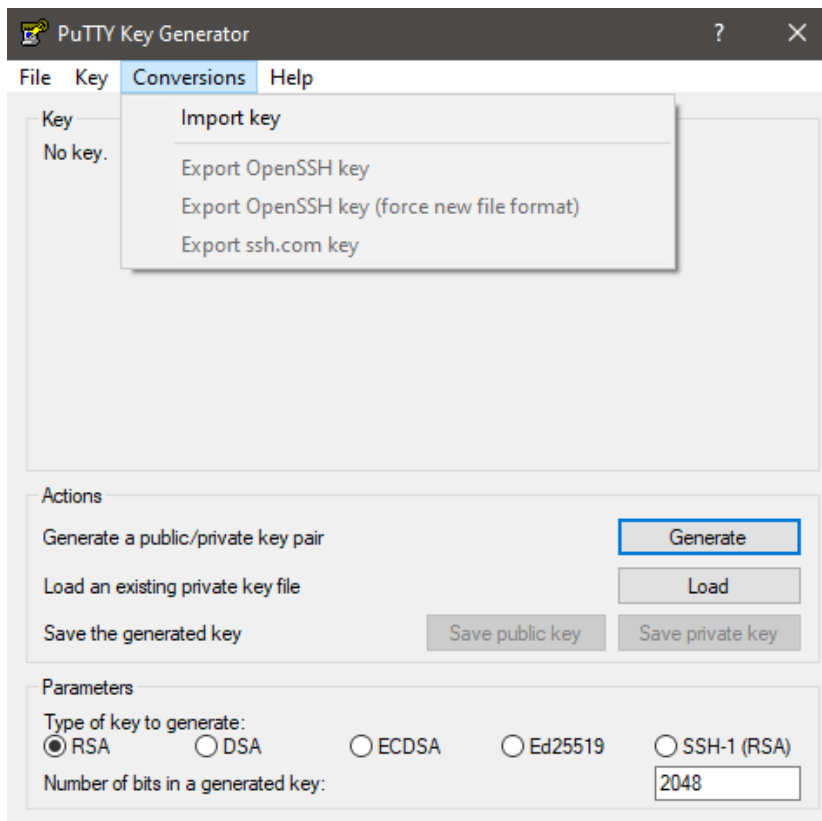 PuTTY Key Generator ? ×
File Key Conversions Help
Import key
Export OpenSSH key
Export OpenSSH key (force new file format)
Export ssh.com key
Key
No key.
Actions
Generate a public/private key pair Generate
Load an existing private key file Load
Save the generated key Save public key Save private key
Parameters
Type of key to generate:
RSA DSA ECDSA Ed25519 SSH-1 (RSA)
Number of bits in a generated key: 2048